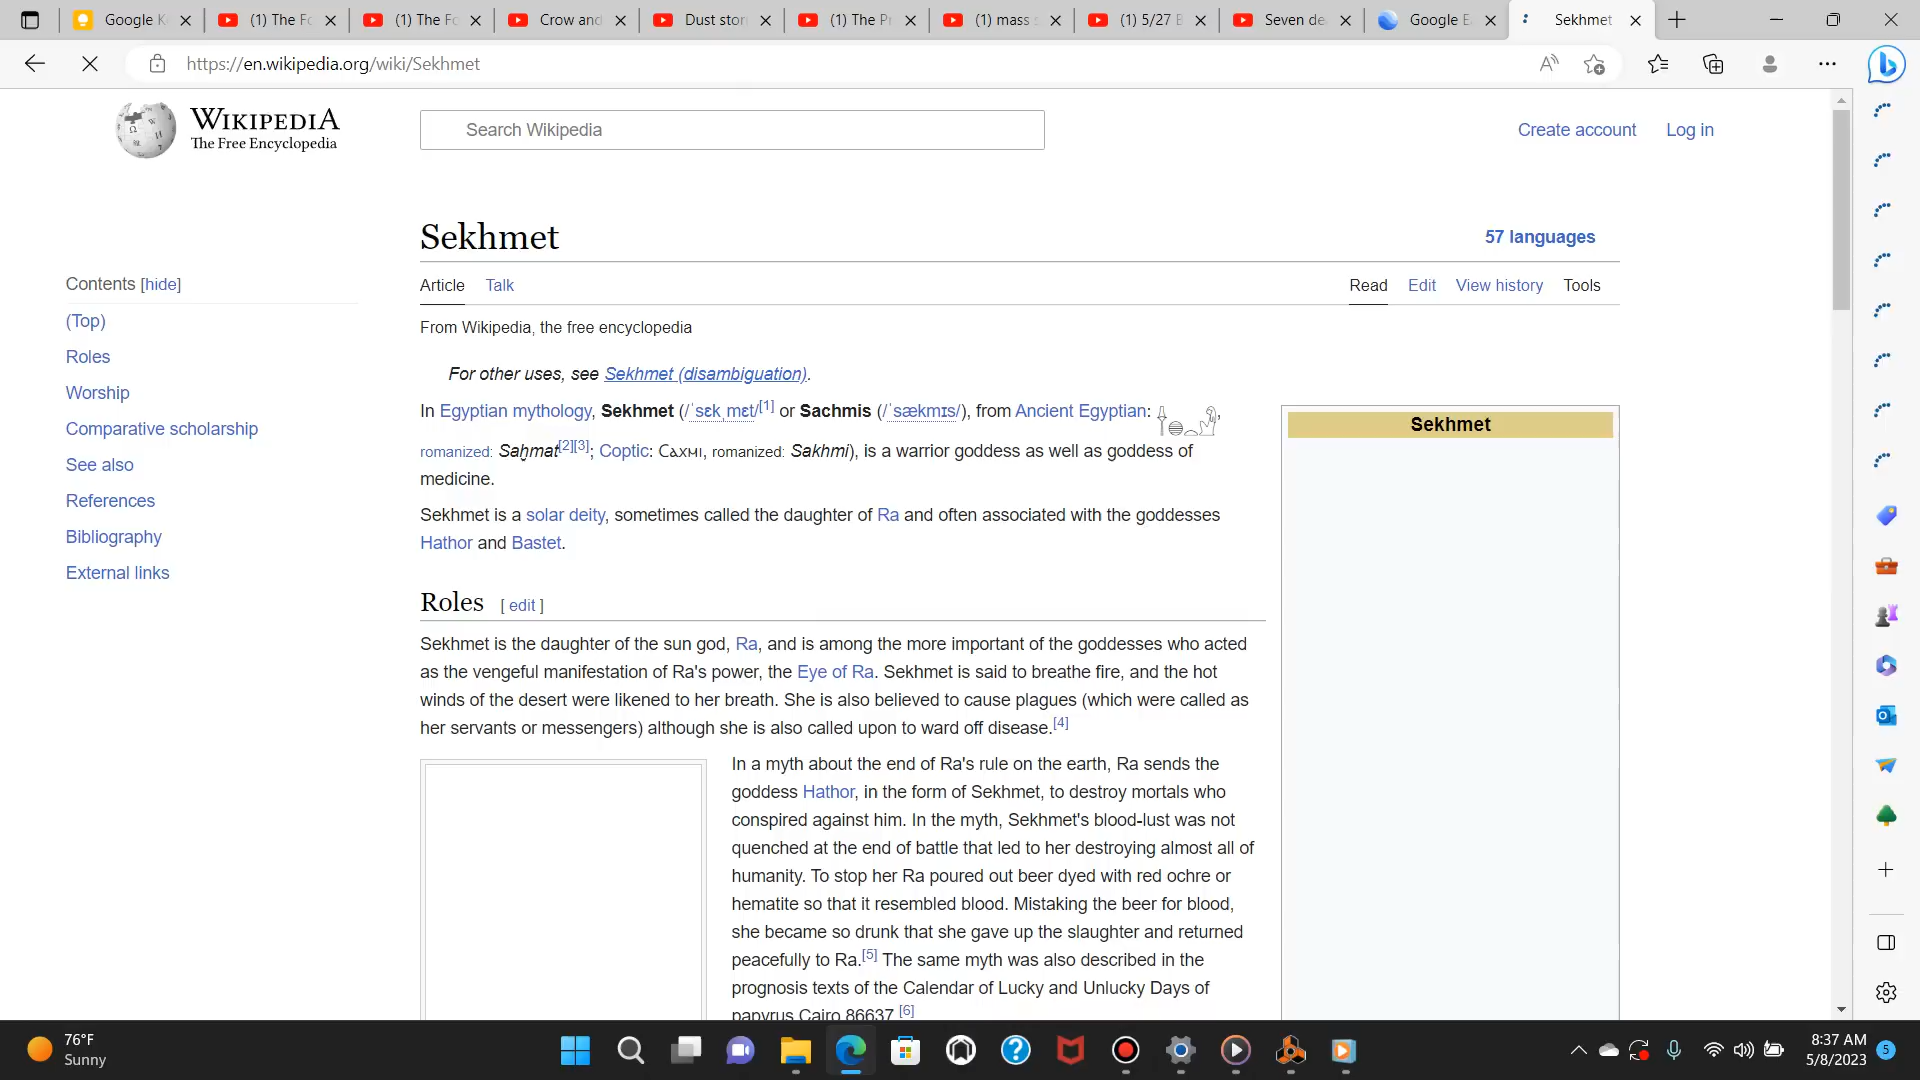 Google K
(1) The Fo
(1) The Fo
Crow and
Dust stor
(1) The Pr
(1) mass s
(1) 5/27 B
Seven de
Google Ea
Sekhmet
https://en.wikipedia.org/wiki/Sekhmet
WIKIPEDIA
The Free Encyclopedia
Search Wikipedia
Create account
Log in
Sekhmet
57 languages
Contents [hide]
(Top)
Roles
Worship
Comparative scholarship
See also
References
Bibliography
External links
Article
Talk
Read
Edit
View history
Tools
From Wikipedia, the free encyclopedia
For other uses, see Sekhmet (disambiguation).
In Egyptian mythology, Sekhmet (/ˈsɛkˌmɛt/[1] or Sachmis (/ˈsækmɪs/), from Ancient Egyptian: ,
romanized: Saḫmat[2][3]; Coptic: Ⲥⲁⲭⲙⲓ, romanized: Sakhmi), is a warrior goddess as well as goddess of
medicine.
Sekhmet is a solar deity, sometimes called the daughter of Ra and often associated with the goddesses
Hathor and Bastet.
Sekhmet
Roles [ edit ]
Sekhmet is the daughter of the sun god, Ra, and is among the more important of the goddesses who acted
as the vengeful manifestation of Ra's power, the Eye of Ra. Sekhmet is said to breathe fire, and the hot
winds of the desert were likened to her breath. She is also believed to cause plagues (which were called as
her servants or messengers) although she is also called upon to ward off disease.[4]
In a myth about the end of Ra's rule on the earth, Ra sends the
goddess Hathor, in the form of Sekhmet, to destroy mortals who
conspired against him. In the myth, Sekhmet's blood-lust was not
quenched at the end of battle that led to her destroying almost all of
humanity. To stop her Ra poured out beer dyed with red ochre or
hematite so that it resembled blood. Mistaking the beer for blood,
she became so drunk that she gave up the slaughter and returned
peacefully to Ra.[5] The same myth was also described in the
prognosis texts of the Calendar of Lucky and Unlucky Days of
papyrus Cairo 86637.[6]
76°F
Sunny
8:37 AM
5/8/2023
5